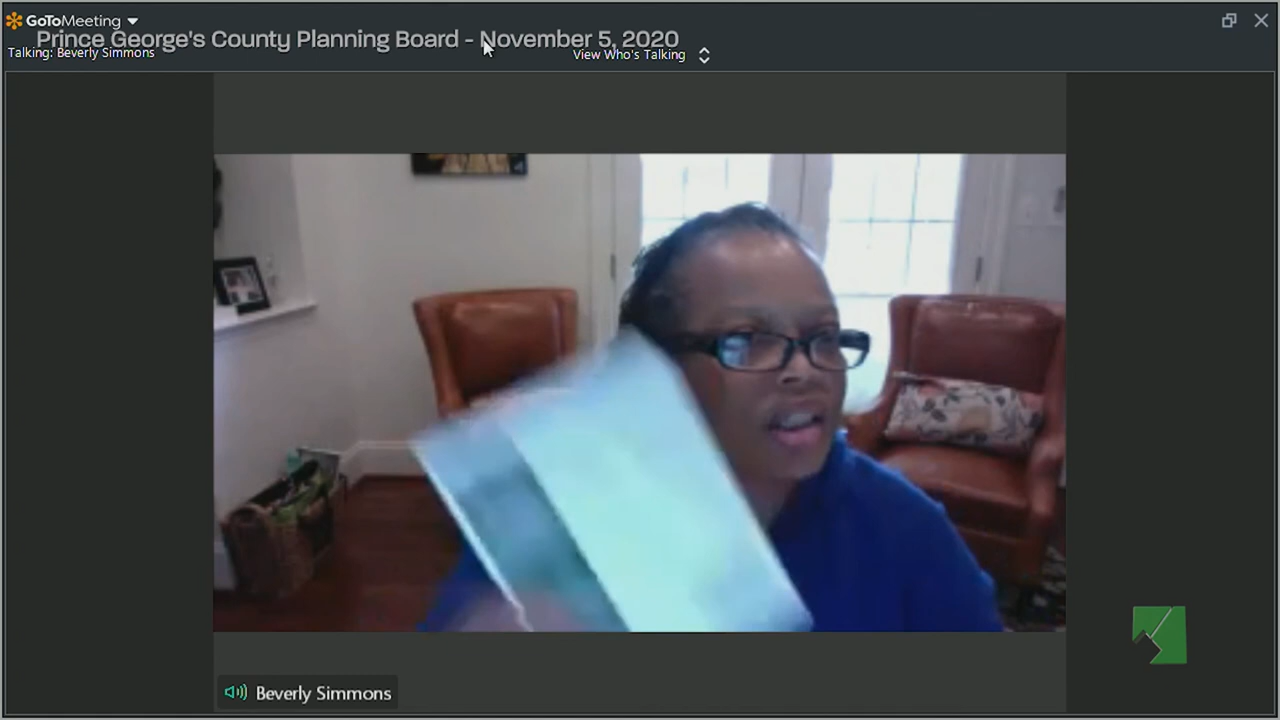 GoToMeeting
Prince George's County Planning Board - November 5, 2020
Talking: Beverly Simmons
View Who's Talking
Beverly Simmons